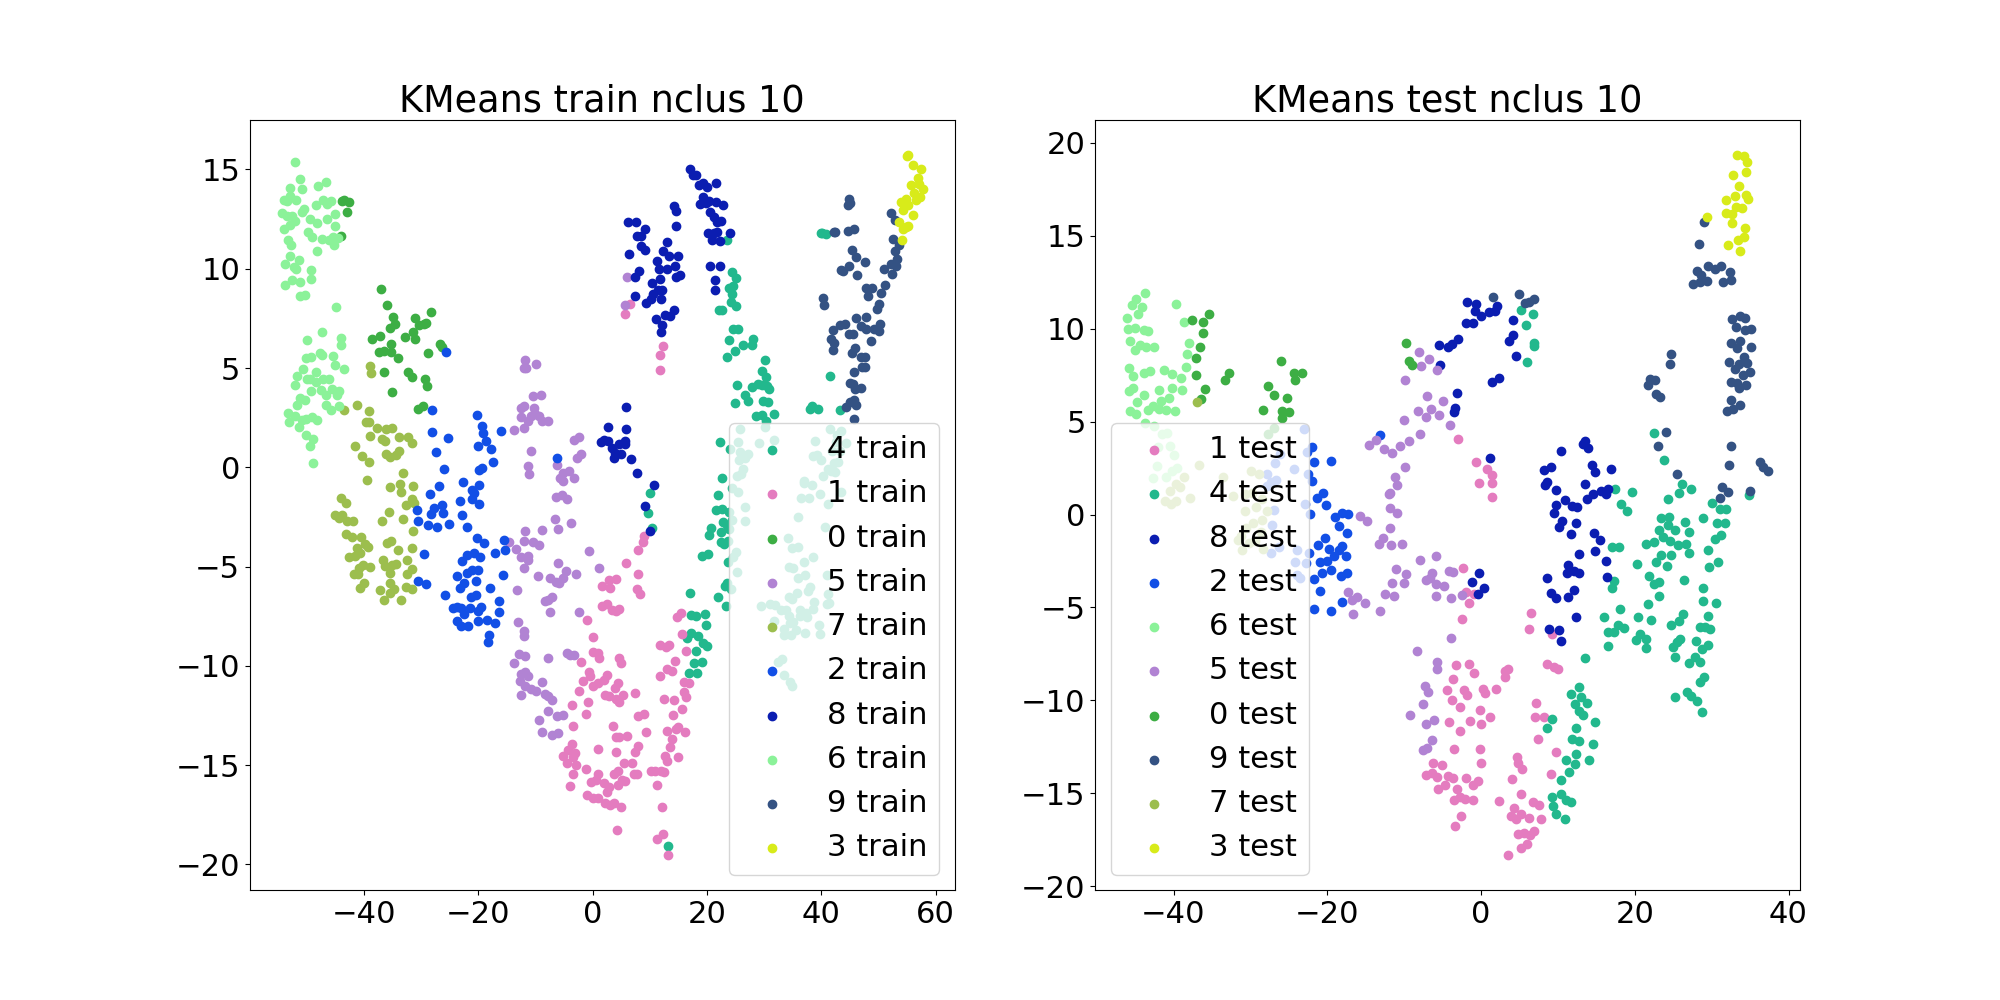 KMeans train nclus 10
15
10
5
0
−5
−10
−15
−20
−40
−20
0
20
40
60
4 train
1 train
0 train
5 train
7 train
2 train
8 train
6 train
9 train
3 train
KMeans test nclus 10
20
15
10
5
0
−5
−10
−15
−20
−40
−20
0
20
40
1 test
4 test
8 test
2 test
6 test
5 test
0 test
9 test
7 test
3 test